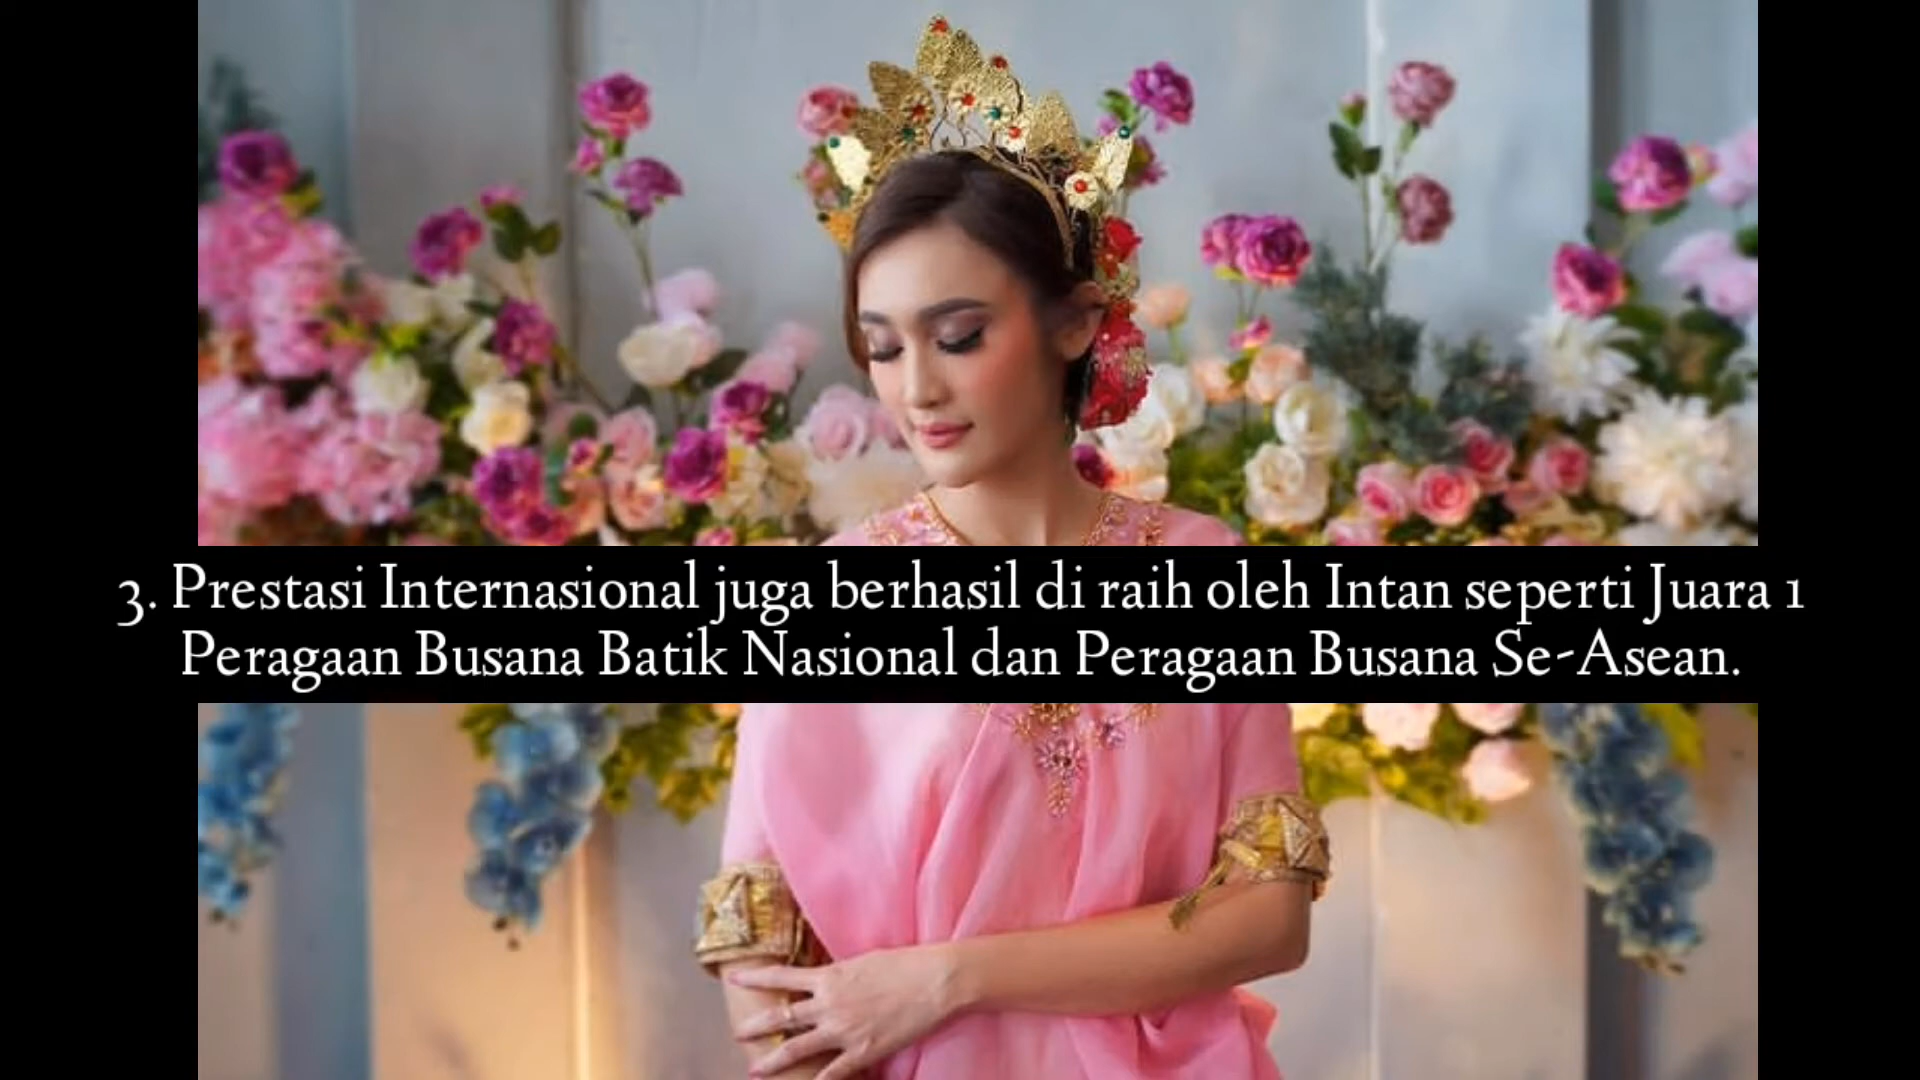 3. Prestasi Internasional juga berhasil di raih oleh Intan seperti Juara 1
Peragaan Busana Batik Nasional dan Peragaan Busana Se-Asean.